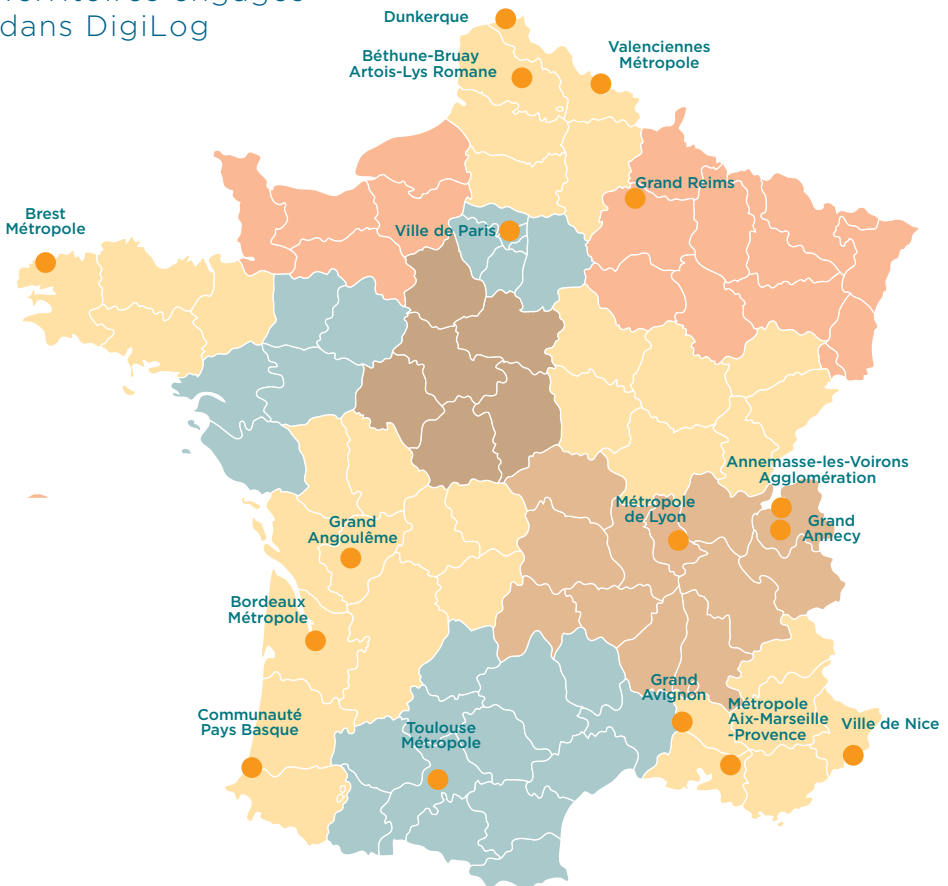 Territoires engagés
dans DigiLog
Dunkerque
Béthune-Bruay
Artois-Lys Romane
Valenciennes
Métropole
Grand Reims
Ville de Paris
Brest
Métropole
Annemasse-les-Voirons
Agglomération
Métropole
de Lyon
Grand
Annecy
Grand
Angoulême
Bordeaux
Métropole
Grand
Avignon
Métropole
Aix-Marseille
-Provence
Ville de Nice
Communauté
Pays Basque
Toulouse
Métropole